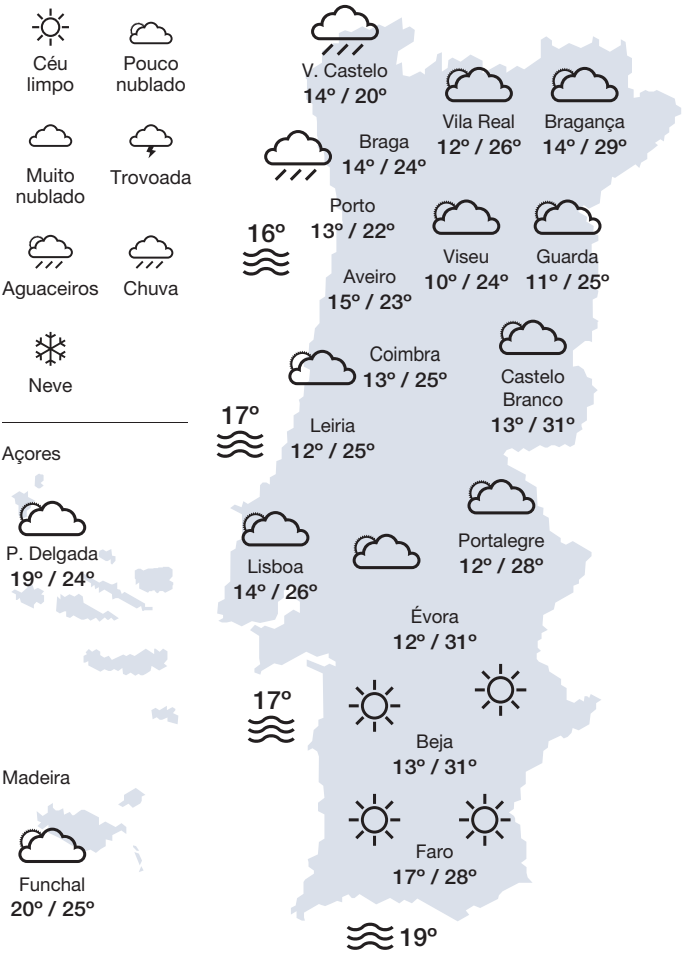 Céu
limpo
Pouco
nublado
Muito
nublado
Trovoada
Aguaceiros
Chuva
Neve
Açores
P. Delgada
19º / 24º
Madeira
Funchal
20º / 25º
V. Castelo
14º / 20º
Vila Real
12º / 26º
Bragança
14º / 29º
Braga
14º / 24º
Porto
13º / 22º
16º
Viseu
10º / 24º
Guarda
11º / 25º
Aveiro
15º / 23º
Coimbra
13º / 25º
Castelo
Branco
13º / 31º
17º
Leiria
12º / 25º
Lisboa
14º / 26º
Portalegre
12º / 28º
Évora
12º / 31º
17º
Beja
13º / 31º
Faro
17º / 28º
19º